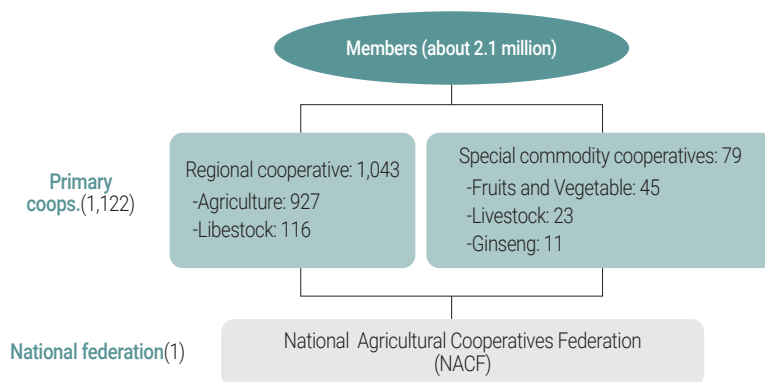 Members (about 2.1 million)
Primary
coops.(1,122)
Regional cooperative: 1,043
-Agriculture: 927
-Libestock: 116
Special commodity cooperatives: 79
-Fruits and Vegetable: 45
-Livestock: 23
-Ginseng: 11
National federation(1)
National Agricultural Cooperatives Federation
(NACF)